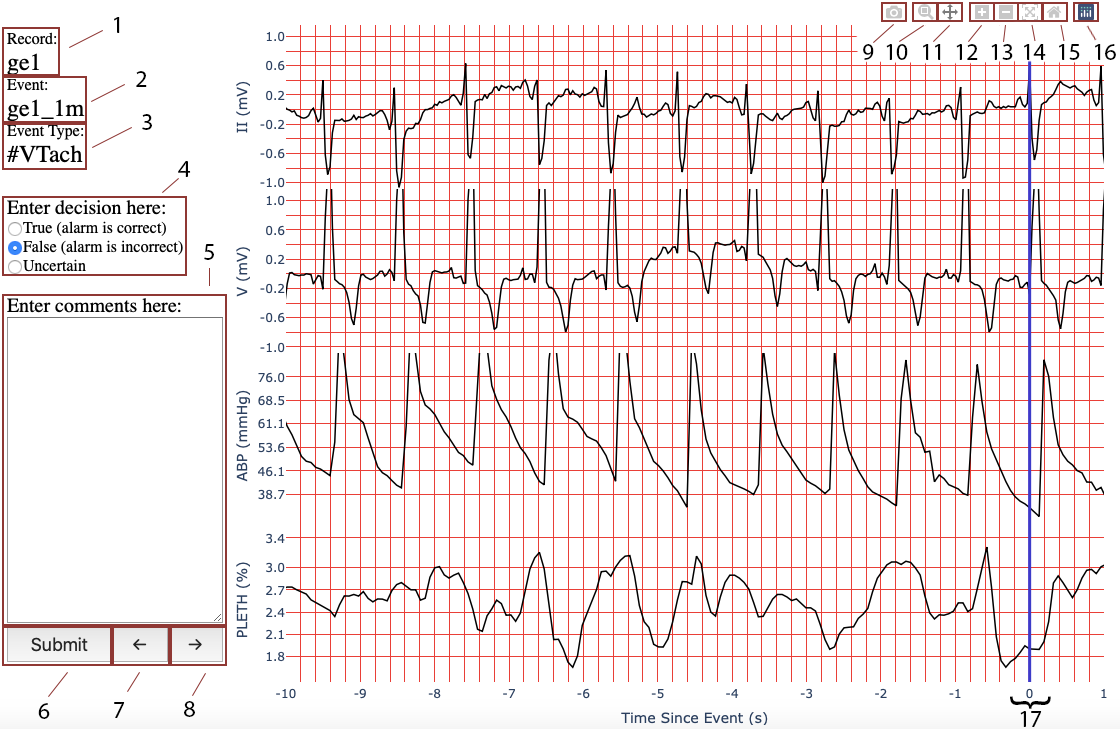 Record:
ge1
1
Event:
ge1_1m
2
Event Type:
#VTach
3
4
Enter decision here:
True (alarm is correct)
False (alarm is incorrect)
Uncertain
5
Enter comments here:
Submit ← →
6 7 8
9 10 11 12 13 14 15 16
II (mV)
1.0
0.6
0.2
-0.2
-0.6
-1.0
V (mV)
1.0
0.6
0.2
-0.2
-0.6
-1.0
ABP (mmHg)
76.0
68.5
61.1
53.6
46.1
38.7
PLETH (%)
3.4
3.0
2.7
2.4
2.1
1.8
-10 -9 -8 -7 -6 -5 -4 -3 -2 -1 0 1
17
Time Since Event (s)